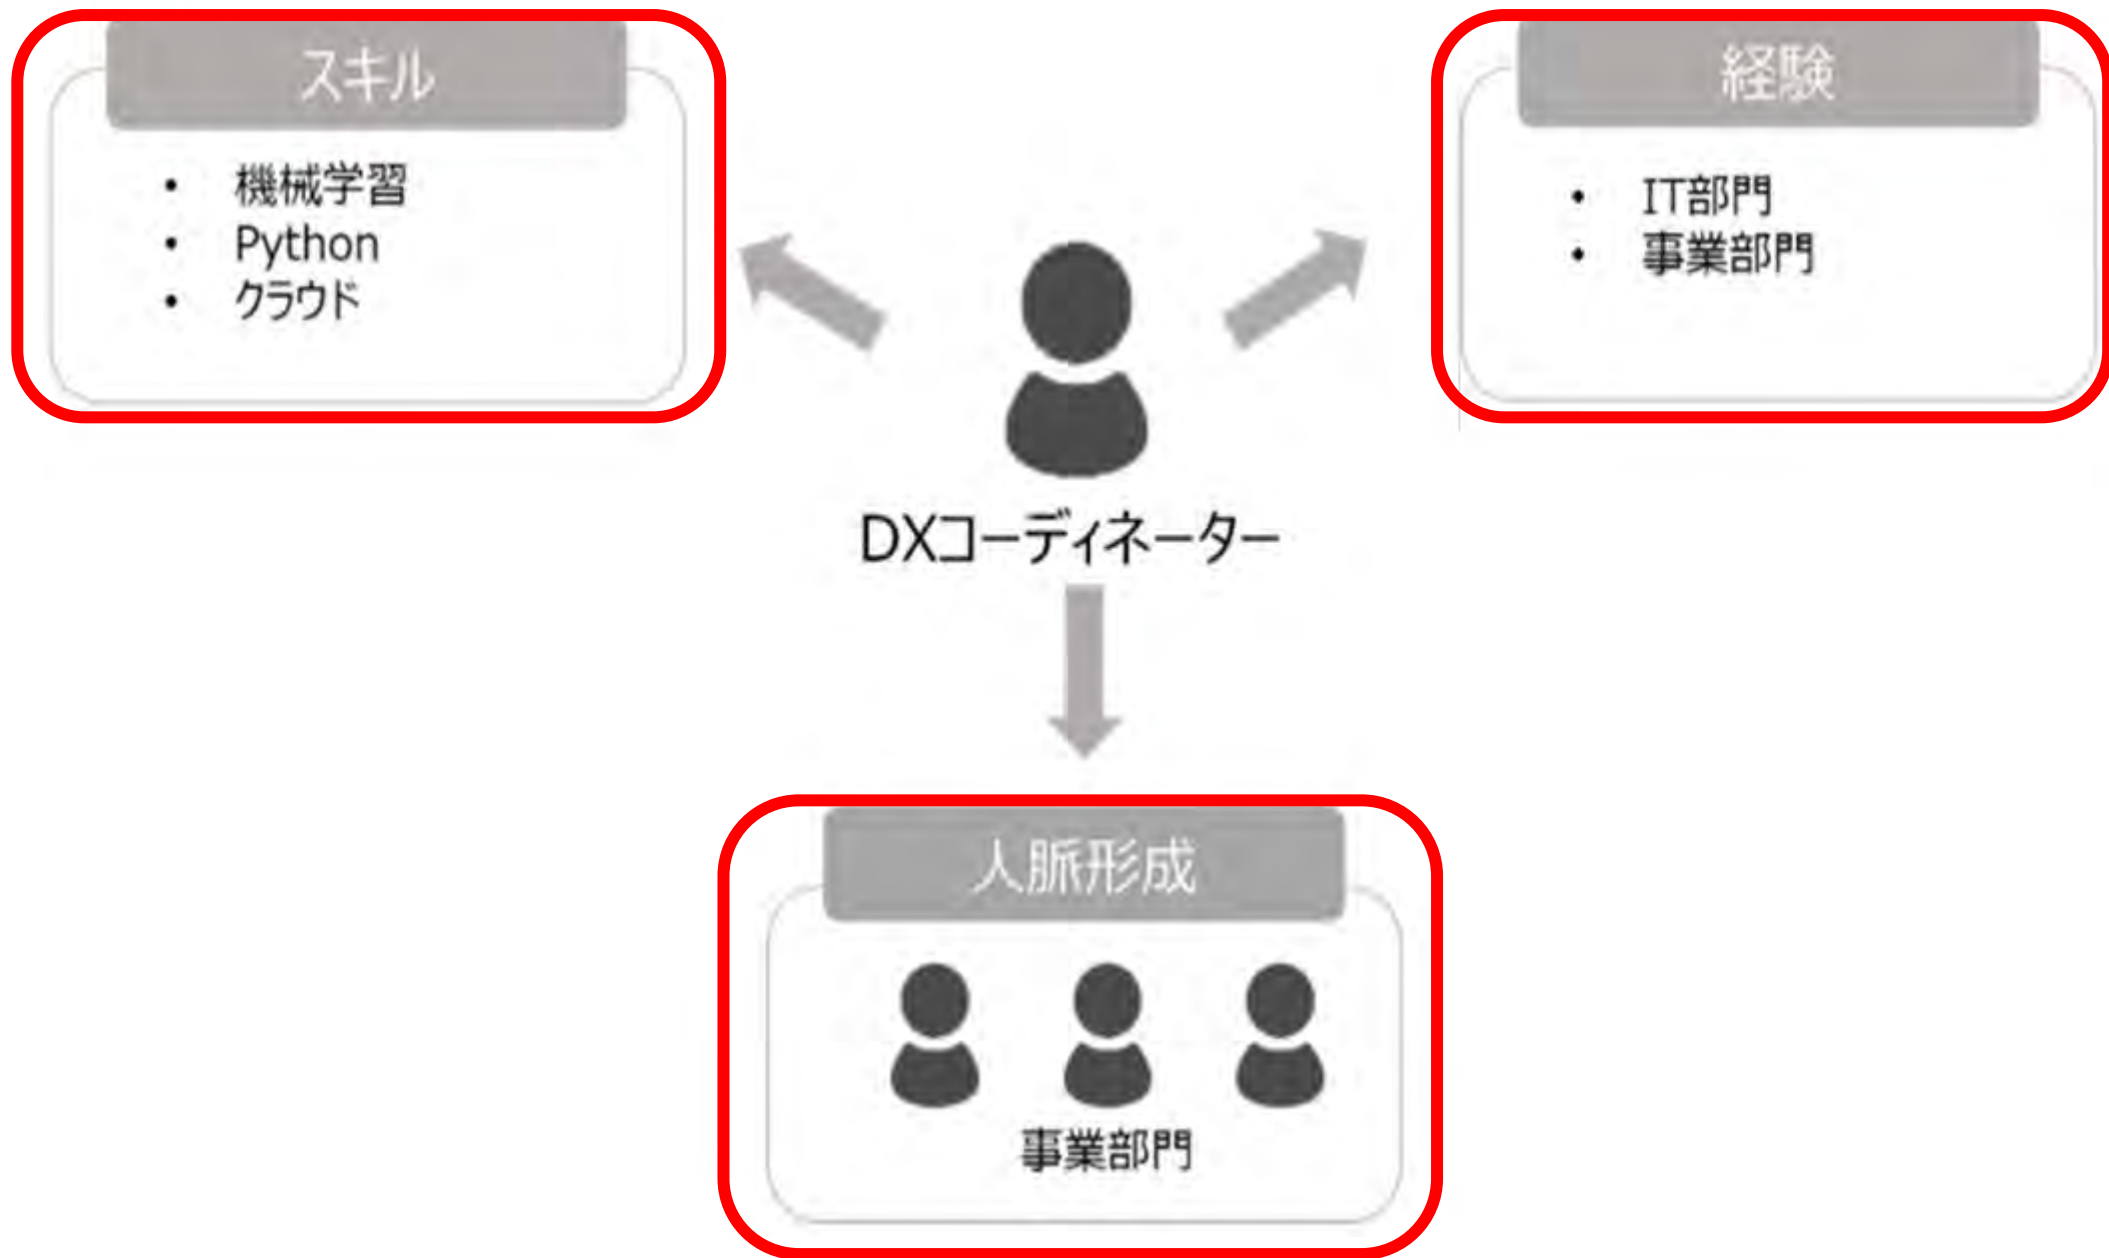 スキル
• 機械学習
• Python
• クラウド
経験
• IT部門
• 事業部門
DXコーディネーター
人脈形成
事業部門